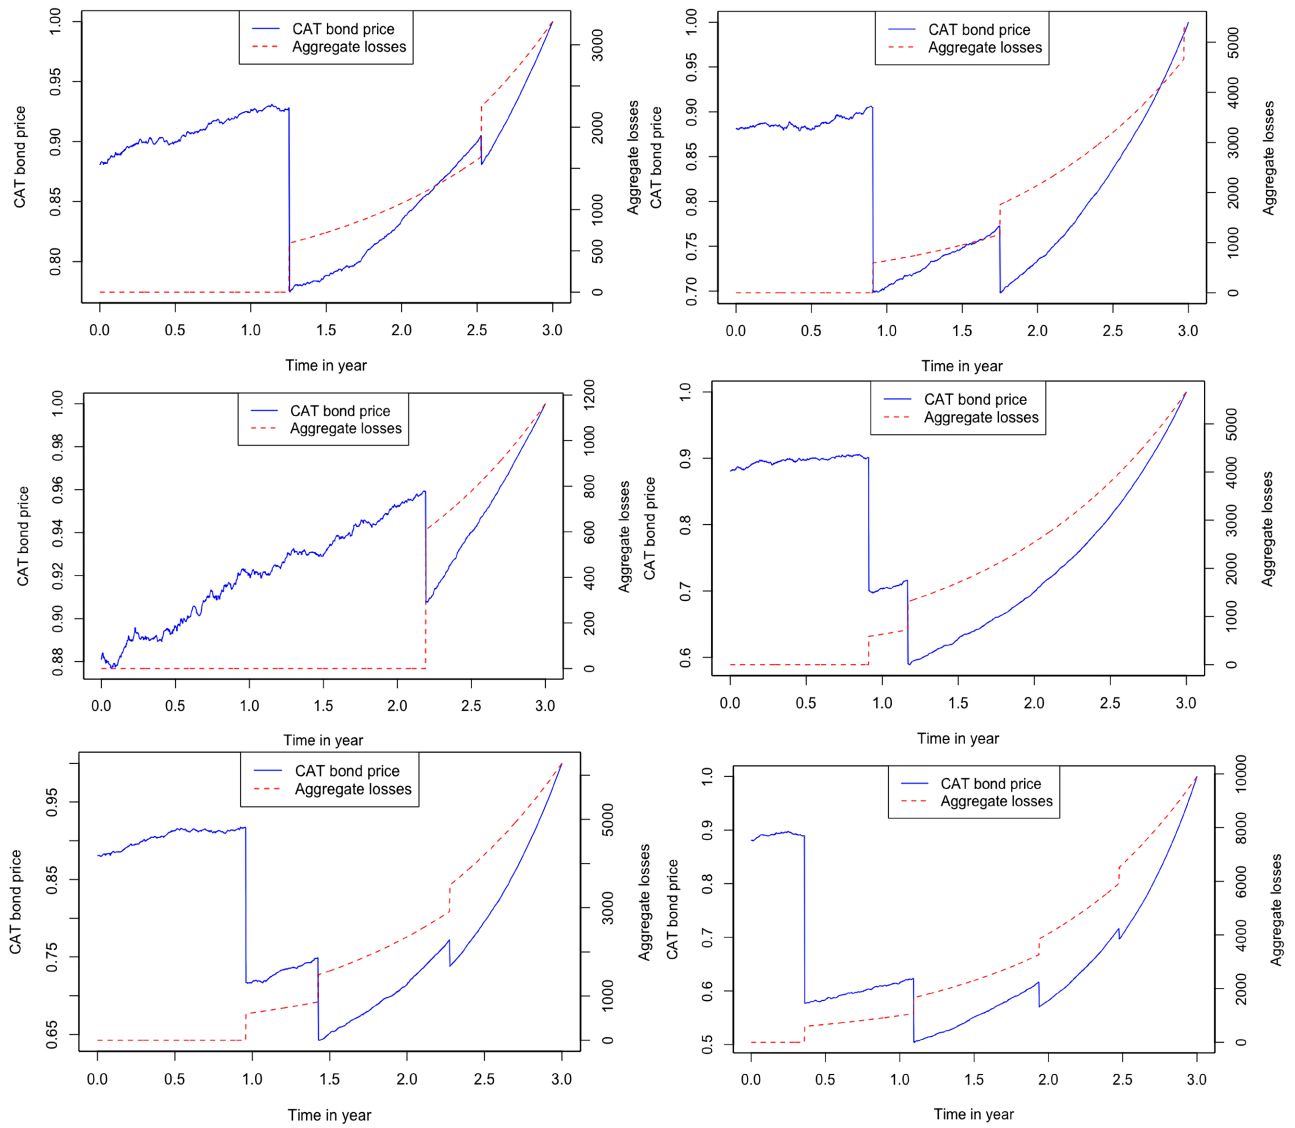 CAT bond price
Aggregate losses
CAT bond price
0.80 0.85 0.90 0.95 1.00
Aggregate losses
0 500 1000 2000 3000
0.0 0.5 1.0 1.5 2.0 2.5 3.0
Time in year
CAT bond price
Aggregate losses
CAT bond price
0.70 0.75 0.80 0.85 0.90 0.95 1.00
Aggregate losses
0 1000 2000 3000 4000 5000
0.0 0.5 1.0 1.5 2.0 2.5 3.0
Time in year
CAT bond price
Aggregate losses
CAT bond price
0.88 0.90 0.92 0.94 0.96 0.98 1.00
Aggregate losses
0 200 400 600 800 1000 1200
0.0 0.5 1.0 1.5 2.0 2.5 3.0
Time in year
CAT bond price
Aggregate losses
CAT bond price
0.6 0.7 0.8 0.9 1.0
Aggregate losses
0 1000 2000 3000 4000 5000
0.0 0.5 1.0 1.5 2.0 2.5 3.0
Time in year
CAT bond price
Aggregate losses
CAT bond price
0.65 0.75 0.85 0.95
Aggregate losses
0 1000 3000 5000
0.0 0.5 1.0 1.5 2.0 2.5 3.0
Time in year
CAT bond price
Aggregate losses
CAT bond price
0.5 0.6 0.7 0.8 0.9 1.0
Aggregate losses
0 2000 4000 6000 8000 10000
0.0 0.5 1.0 1.5 2.0 2.5 3.0
Time in year